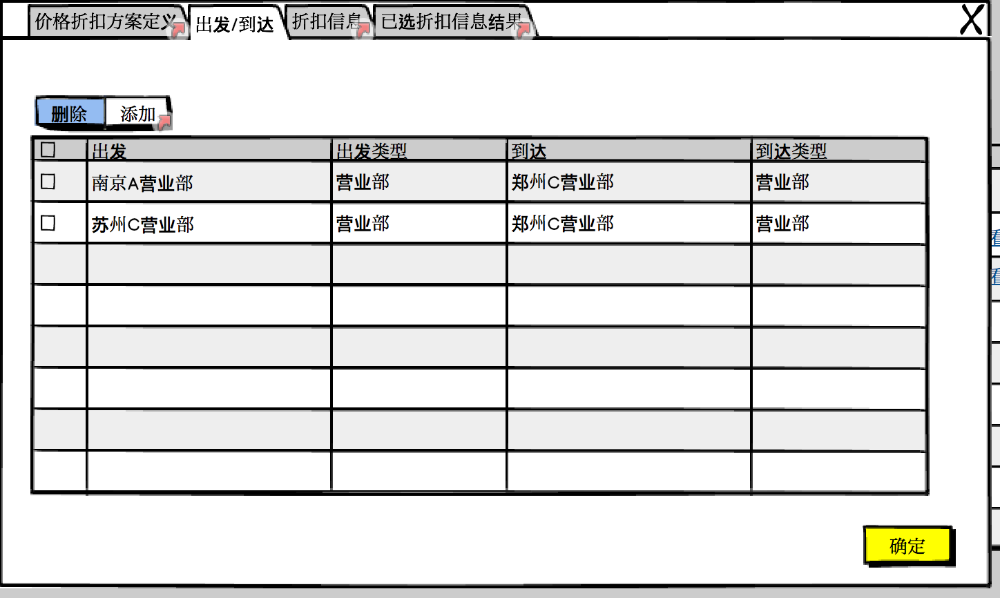 价格折扣方案定义
出发/到达
折扣信息
已选折扣信息结果
X
删除 添加
出发 出发类型 到达 到达类型
南京A营业部 营业部 郑州C营业部 营业部
苏州C营业部 营业部 郑州C营业部 营业部
看
看
确定